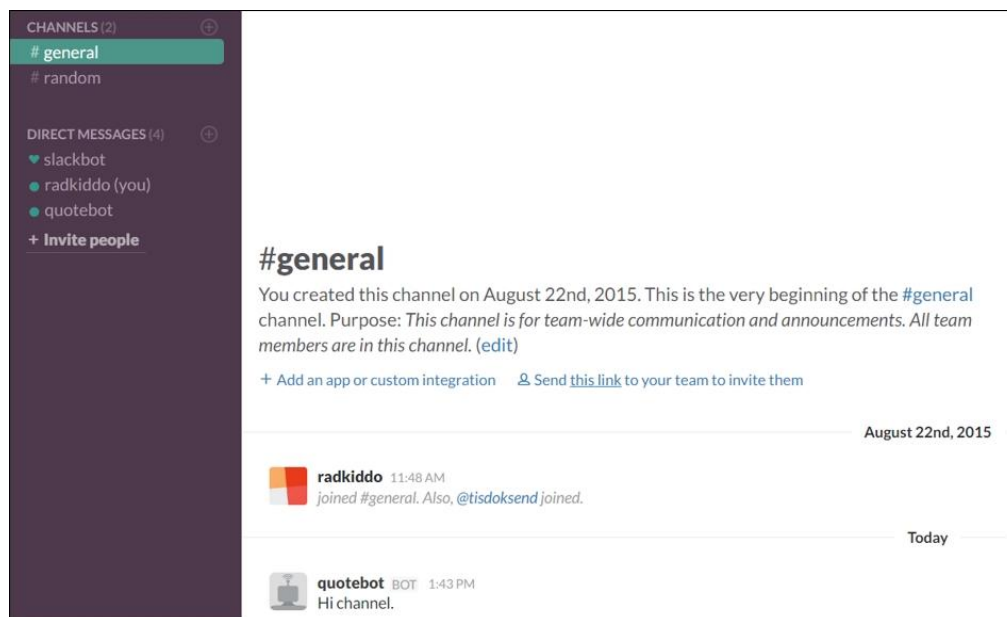 CHANNELS (2)
# general
# random
DIRECT MESSAGES (4)
slackbot
radkiddo (you)
quotebot
+ Invite people
#general
You created this channel on August 22nd, 2015. This is the very beginning of the #general
channel. Purpose: This channel is for team-wide communication and announcements. All team
members are in this channel. (edit)
+ Add an app or custom integration Send this link to your team to invite them
August 22nd, 2015
radkiddo 11:48 AM
joined #general. Also, @tisdoksend joined.
Today
quotebot BOT 1:43 PM
Hi channel.